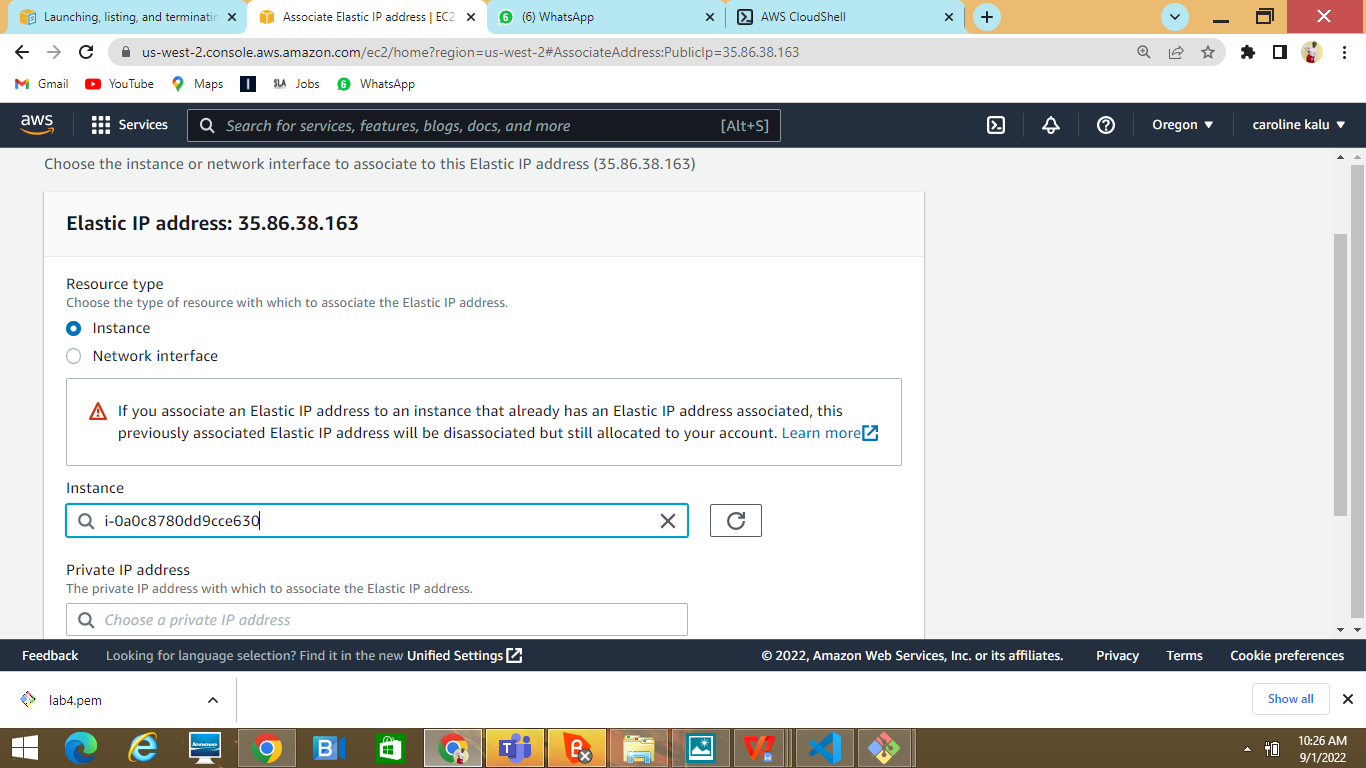 Launching, listing, and terminatin
Associate Elastic IP address | EC2
(6) WhatsApp
AWS CloudShell
us-west-2.console.aws.amazon.com/ec2/home?region=us-west-2#AssociateAddress:PublicIp=35.86.38.163
Gmail
YouTube
Maps
SLA Jobs
6 WhatsApp
aws
Services
Search for services, features, blogs, docs, and more
[Alt+S]
Oregon
caroline kalu
Choose the instance or network interface to associate to this Elastic IP address (35.86.38.163)
Elastic IP address: 35.86.38.163
Resource type
Choose the type of resource with which to associate the Elastic IP address.
Instance
Network interface
If you associate an Elastic IP address to an instance that already has an Elastic IP address associated, this
previously associated Elastic IP address will be disassociated but still allocated to your account. Learn more
Instance
i-0a0c8780dd9cce630
Private IP address
The private IP address with which to associate the Elastic IP address.
Choose a private IP address
Feedback
Looking for language selection? Find it in the new Unified Settings
© 2022, Amazon Web Services, Inc. or its affiliates.
Privacy
Terms
Cookie preferences
lab4.pem
Show all
lenovo
10:26 AM
9/1/2022